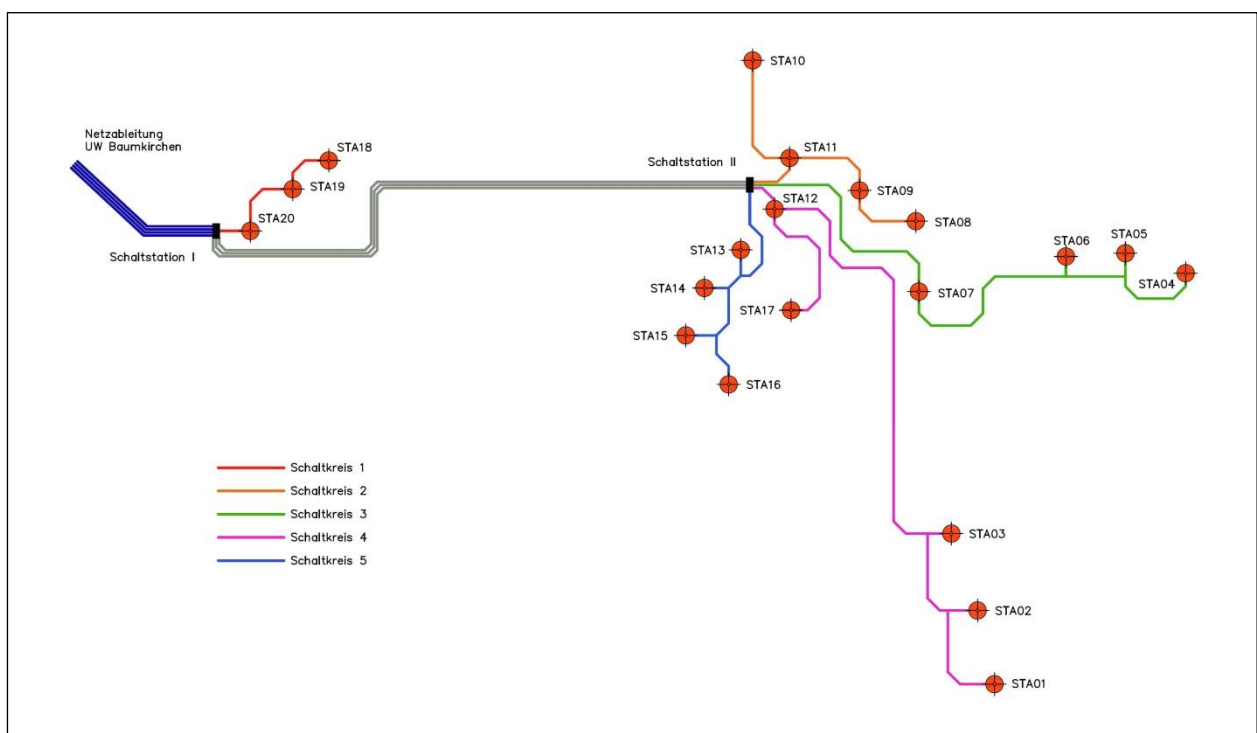 STA10
Netzableitung
UW Baumkirchen
STA18
STA11
Schaltstation II
STA19
STA09
STA12
STA20
STA08
STA06
STA05
Schaltstation I
STA13
STA14
STA07
STA04
STA17
STA15
STA16
Schaltkreis 1
Schaltkreis 2
Schaltkreis 3
Schaltkreis 4
Schaltkreis 5
STA03
STA02
STA01